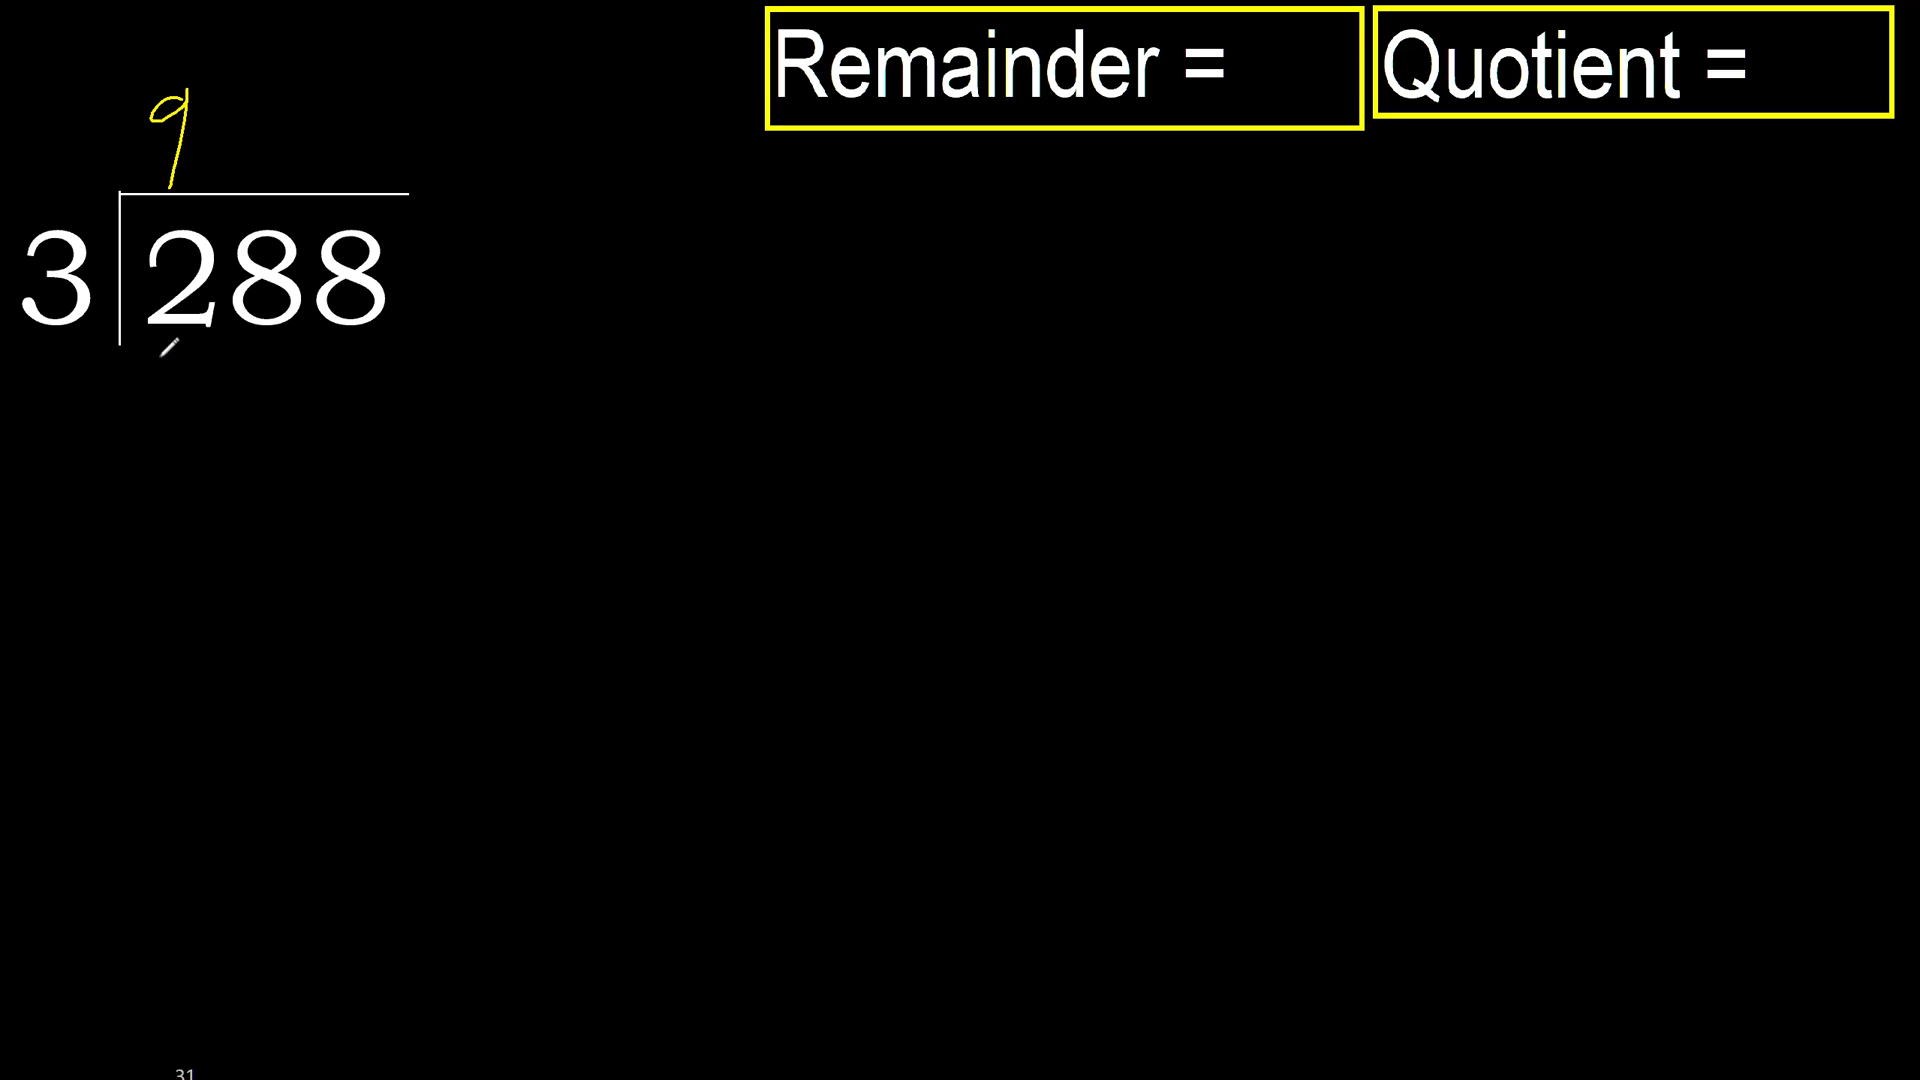 Remainder =
Quotient =
9
3 288
31